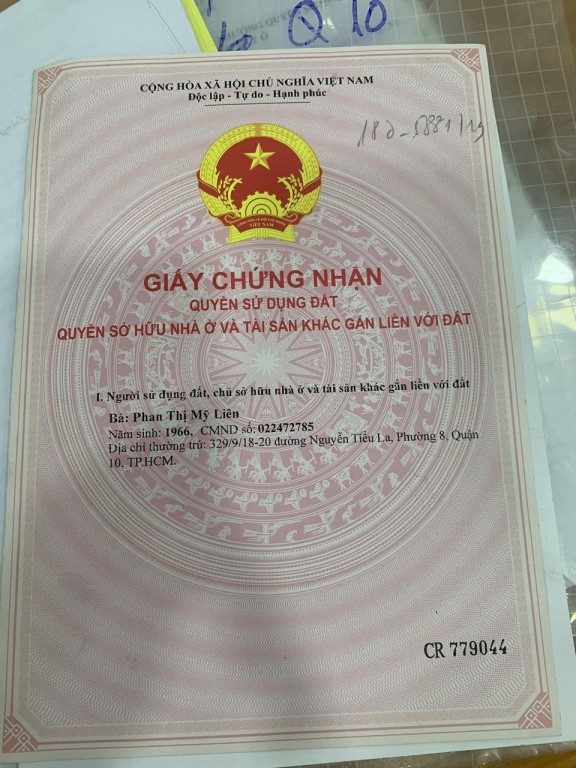 Q 10
CỘNG HÒA XÃ HỘI CHỦ NGHĨA VIỆT NAM
Độc lập - Tự do - Hạnh phúc
VIỆT NAM
GIẤY CHỨNG NHẬN
QUYỀN SỬ DỤNG ĐẤT
QUYỀN SỞ HỮU NHÀ Ở VÀ TÀI SẢN KHÁC GẮN LIỀN VỚI ĐẤT
I. Người sử dụng đất, chủ sở hữu nhà ở và tài sản khác gắn liền với đất
Bà: Phan Thị Mỹ Liên
Năm sinh: 1966, CMND số: 022472785
Địa chỉ thường trú: 329/9/18-20 đường Nguyễn Tiểu La, Phường 8, Quận
10, TP.HCM.
CR 779044